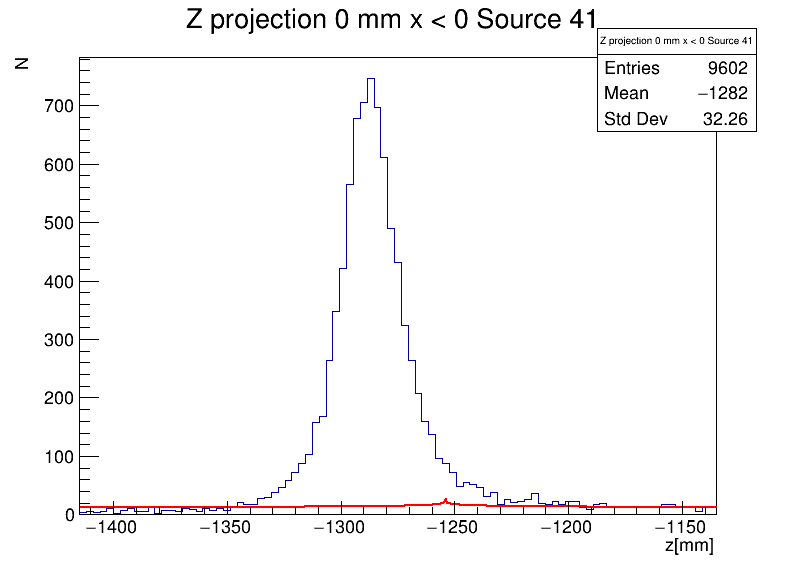 Z projection 0 mm x < 0 Source 41
Z projection 0 mm x < 0 Source 41
Entries 9602
Mean −1282
Std Dev 32.26
N
700
600
500
400
300
200
100
0
−1400 −1350 −1300 −1250 −1200 −1150
z[mm]